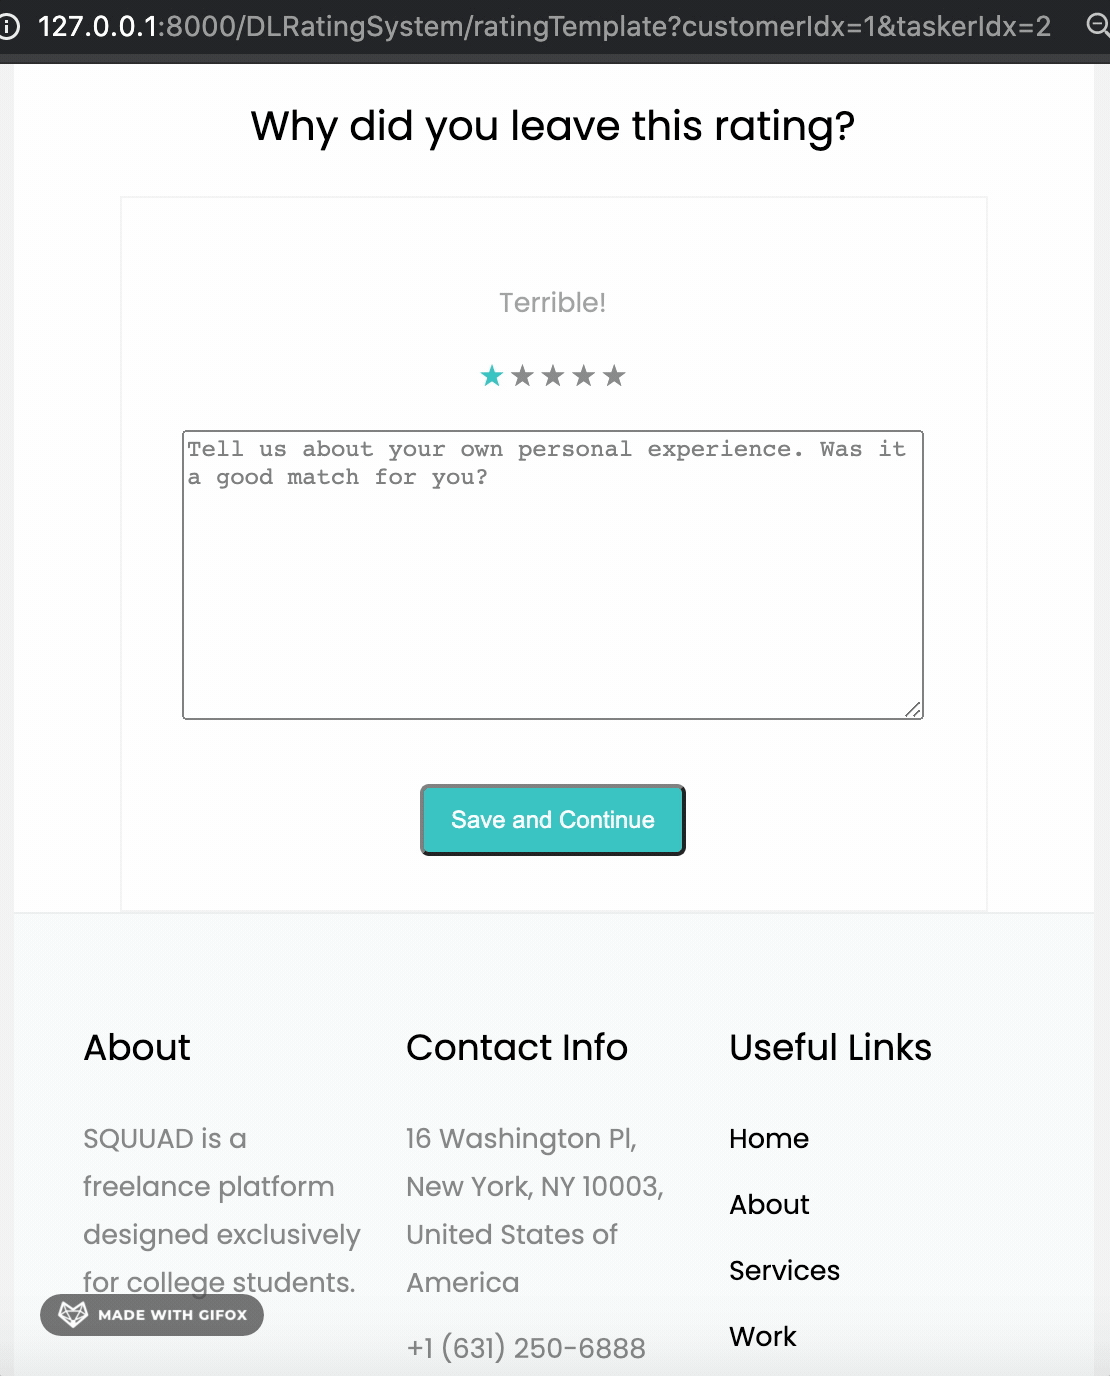 127.0.0.1:8000/DLRatingSystem/ratingTemplate?customerIdx=1&taskerIdx=2
Why did you leave this rating?
Terrible!
Tell us about your own personal experience. Was it
a good match for you?
Save and Continue
About
SQUUAD is a
freelance platform
designed exclusively
for college students.
Contact Info
16 Washington Pl,
New York, NY 10003,
United States of
America
+1 (631) 250-6888
Useful Links
Home
About
Services
Work
MADE WITH GIFOX